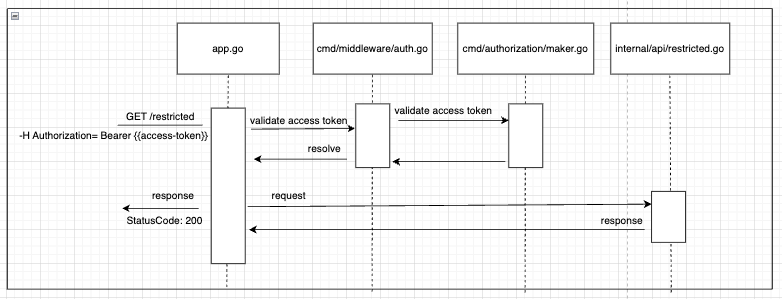 app.go
cmd/middleware/auth.go
cmd/authorization/maker.go
internal/api/restricted.go
GET /restricted
-H Authorization= Bearer {{access-token}}
validate access token
validate access token
resolve
response
StatusCode: 200
request
response